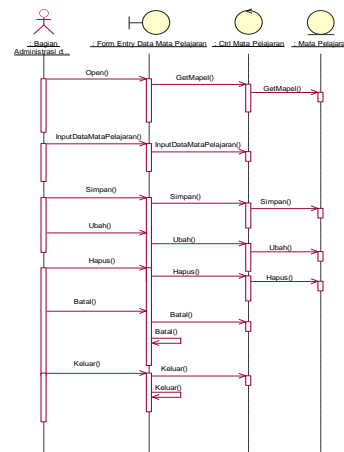 : Bagian
Administrasi d...
: Form Entry Data Mata Pelajaran
: Ctrl Mata Pelajaran
: Mata Pelajaran
Open()
GetMapel()
GetMapel()
InputDataMataPelajaran()
InputDataMataPelajaran()
Simpan()
Simpan()
Simpan()
Ubah()
Ubah()
Ubah()
Hapus()
Hapus()
Hapus()
Batal()
Batal()
Batal()
Keluar()
Keluar()
Keluar()